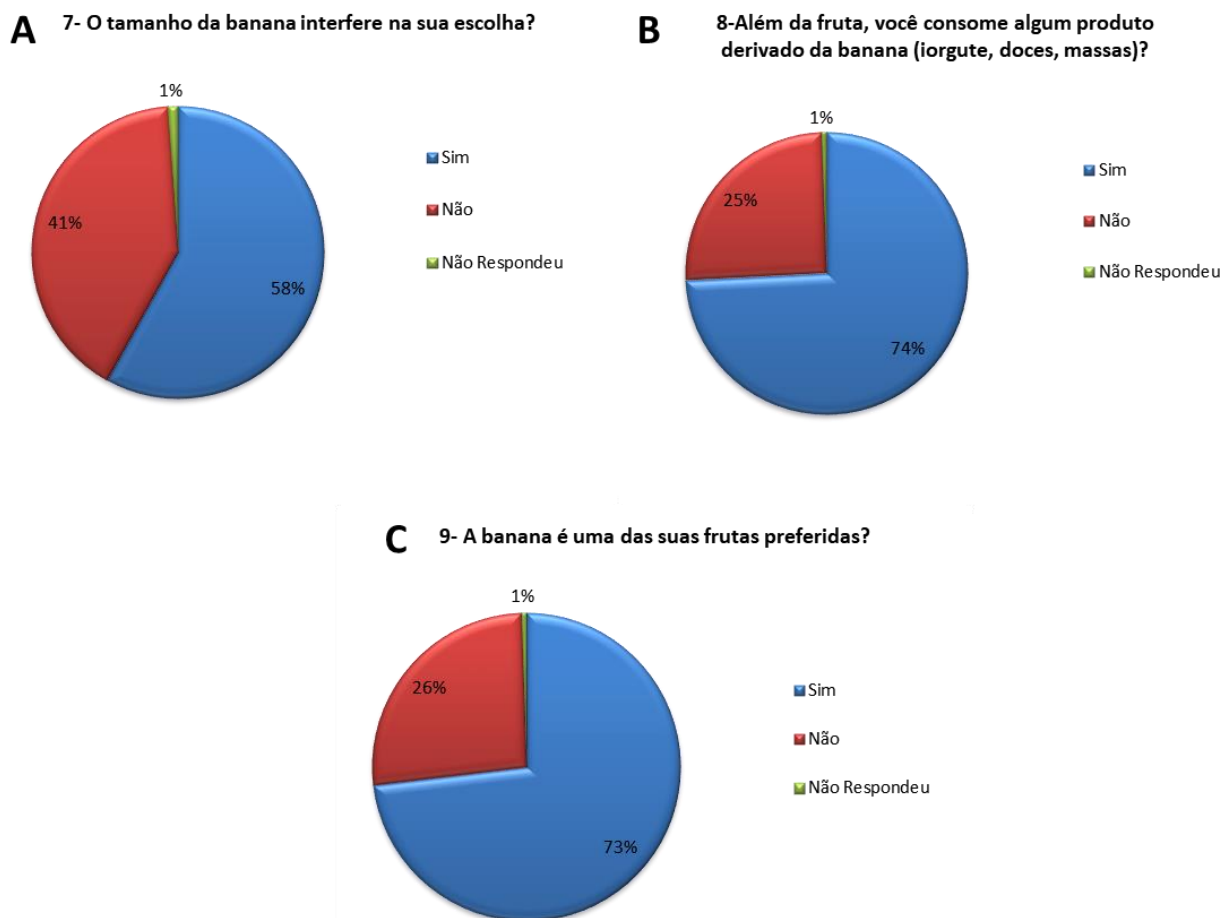 A
7- O tamanho da banana interfere na sua escolha?
1%
41%
58%
Sim
Não
Não Respondeu
B
8-Além da fruta, você consome algum produto
derivado da banana (iorgute, doces, massas)?
1%
25%
74%
Sim
Não
Não Respondeu
C
9- A banana é uma das suas frutas preferidas?
1%
26%
73%
Sim
Não
Não Respondeu